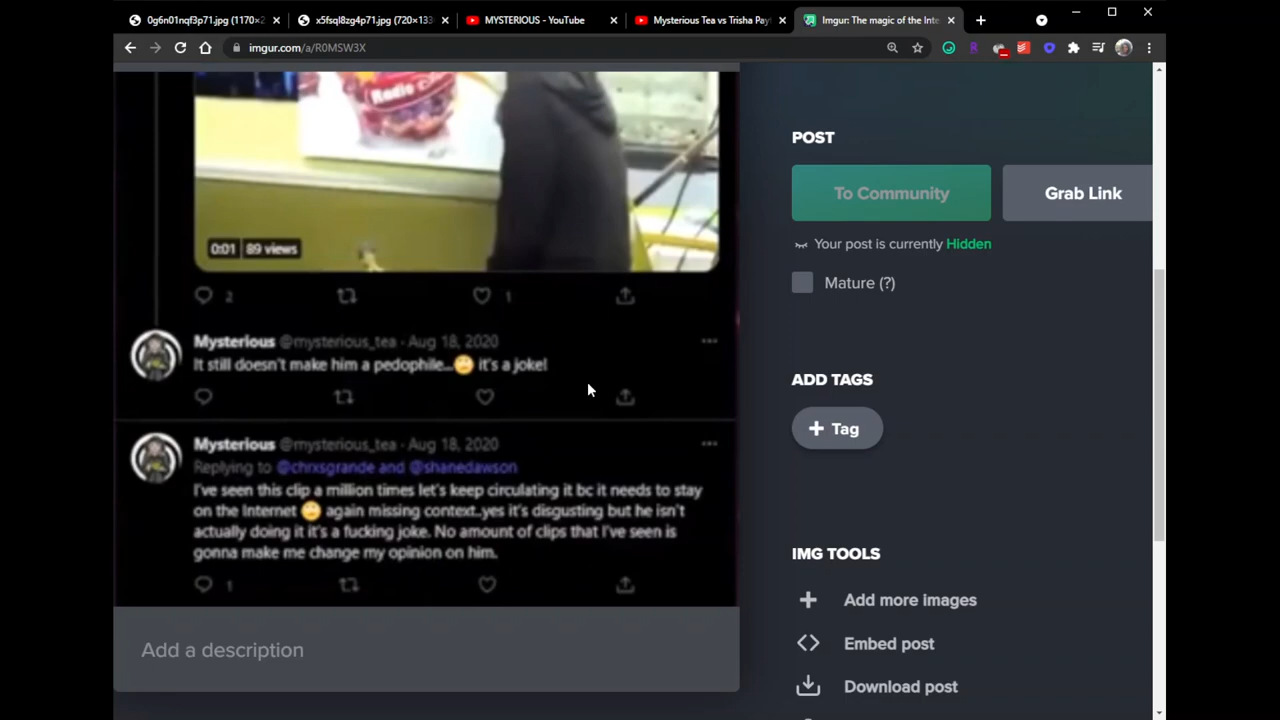 0g6n01nqf3p71.jpg (1170×2
x5fsql8zg4p71.jpg (720×133
MYSTERIOUS - YouTube
Mysterious Tea vs Trisha Pay
Imgur: The magic of the Inte
imgur.com/a/R0MSW3X
Radio
0:01 89 views
2
1
Mysterious @mysterious_tea · Aug 18, 2020
It still doesn't make him a pedophile...🙄 it's a joke!
Mysterious @mysterious_tea · Aug 18, 2020
Replying to @chrxsgrande and @shanedawson
I've seen this clip a million times let's keep circulating it bc it needs to stay
on the Internet 🙄 again missing context..yes it's disgusting but he isn't
actually doing it it's a fucking joke. No amount of clips that I've seen is
gonna make me change my opinion on him.
1
Add a description
POST
To Community
Grab Link
Your post is currently Hidden
Mature (?)
ADD TAGS
+ Tag
IMG TOOLS
Add more images
Embed post
Download post